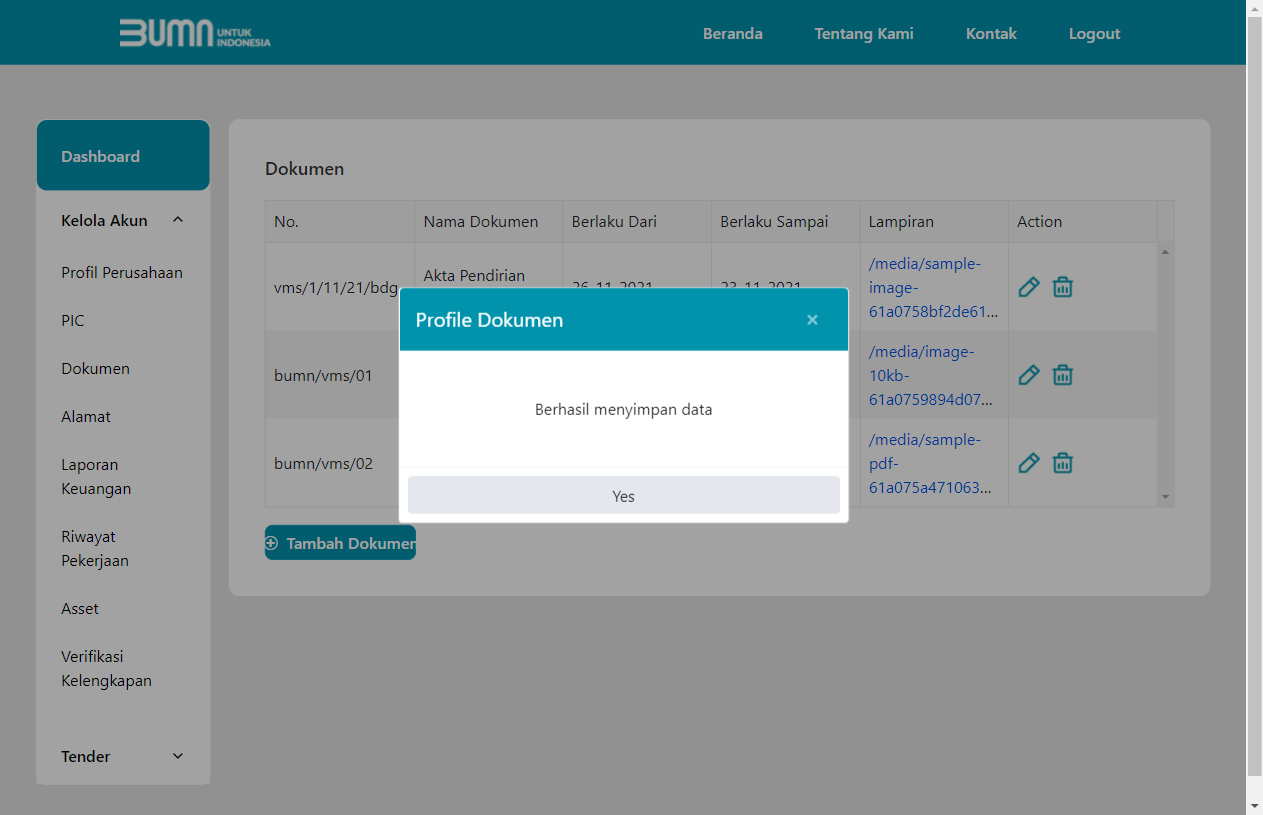 BUMN UNTUK INDONESIA
Beranda
Tentang Kami
Kontak
Logout
Dashboard
Kelola Akun
Profil Perusahaan
PIC
Dokumen
Alamat
Laporan
Keuangan
Riwayat
Pekerjaan
Asset
Verifikasi
Kelengkapan
Tender
Dokumen
No.
Nama Dokumen
Berlaku Dari
Berlaku Sampai
Lampiran
Action
vms/1/11/21/bdg
Akta Pendirian
26-11-2021
23-11-2021
/media/sample-
image-
61a0758bf2de61...
bumn/vms/01
/media/image-
10kb-
61a0759894d07...
bumn/vms/02
/media/sample-
pdf-
61a075a471063...
Tambah Dokumen
Profile Dokumen
×
Berhasil menyimpan data
Yes